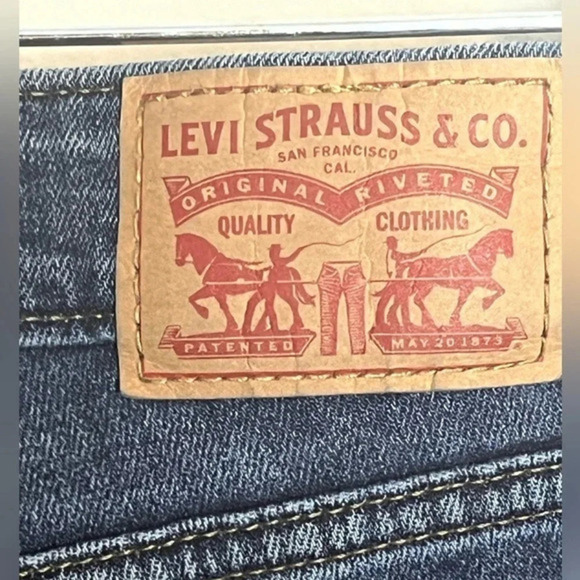 LEVI STRAUSS & CO.
SAN FRANCISCO
CAL.
ORIGINAL RIVETED
QUALITY CLOTHING
PATENTED MAY 20 1873